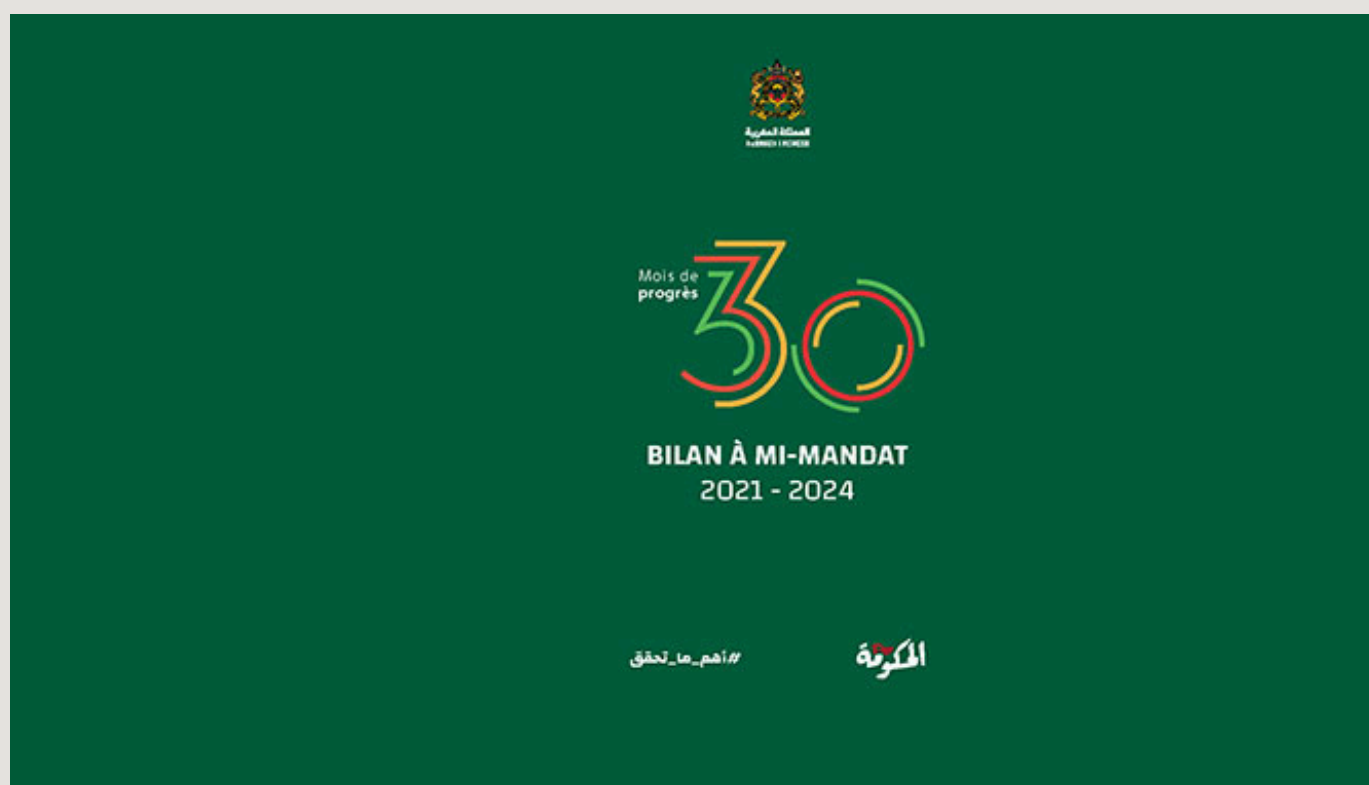 المملكة المغربية
Mois de
progrès
30
BILAN À MI-MANDAT
2021 - 2024
#أهم_ما_تحقق
الحكومة